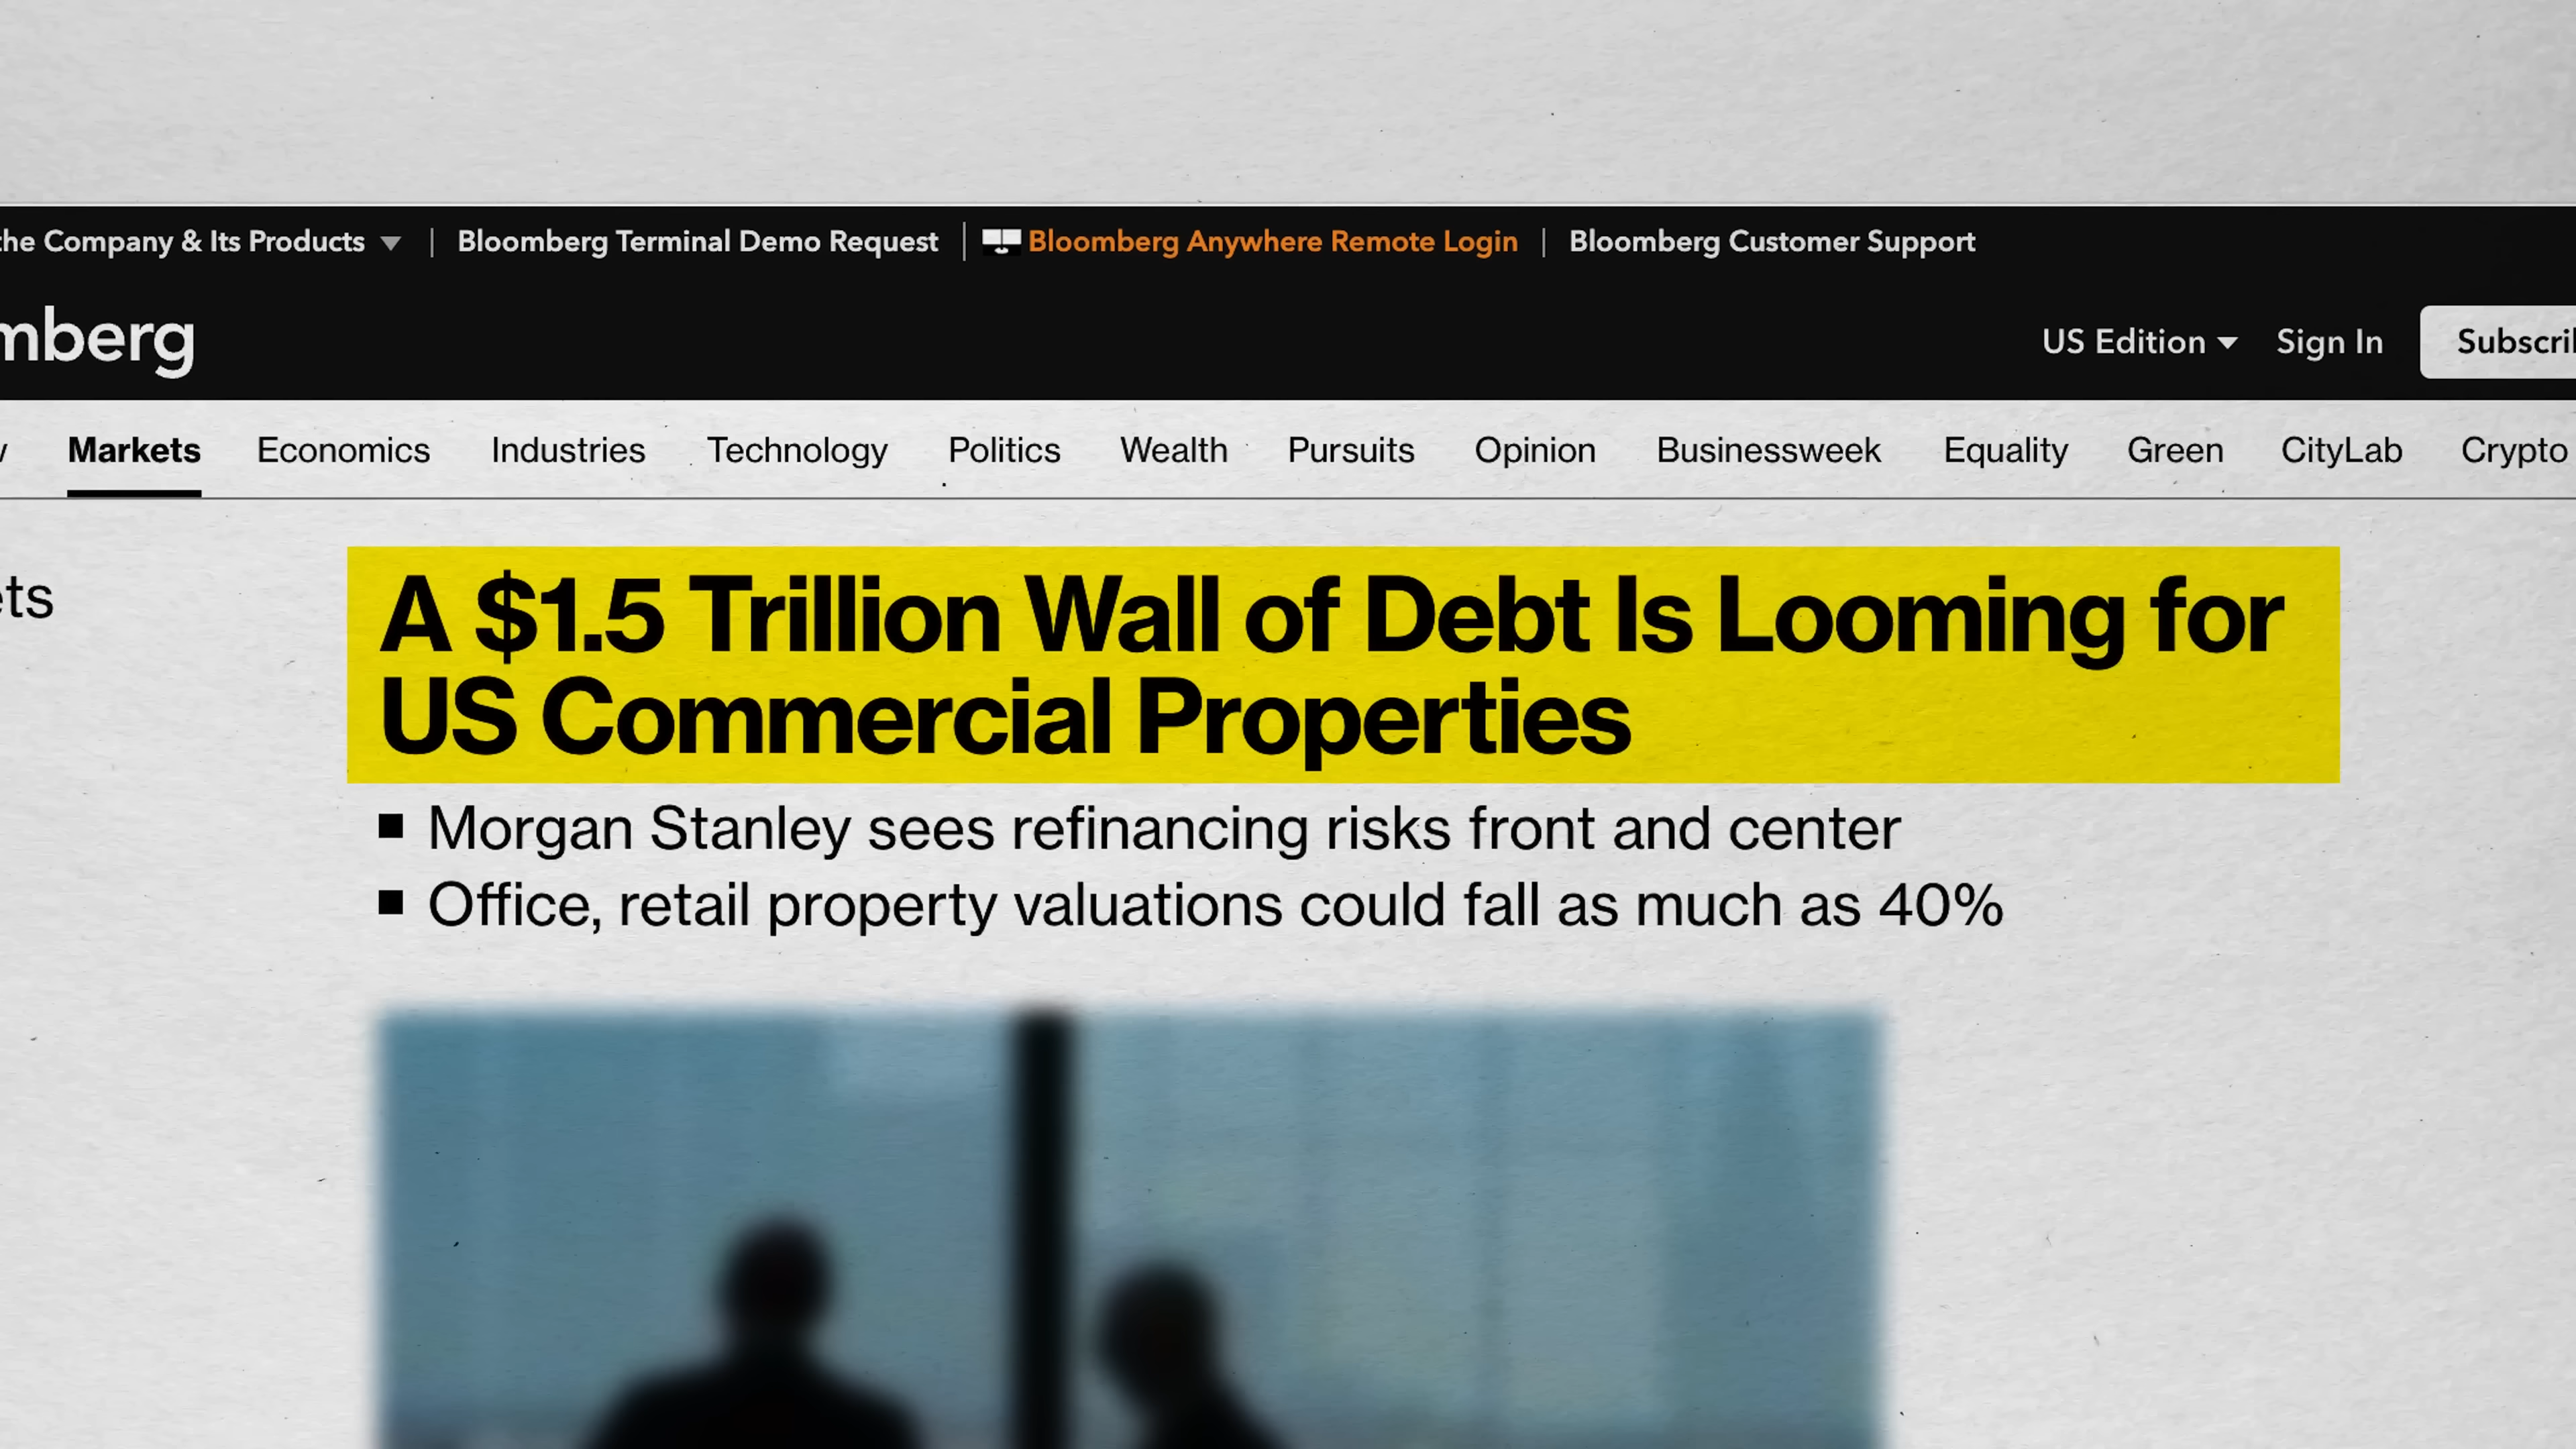 the Company & Its Products
Bloomberg Terminal Demo Request
Bloomberg Anywhere Remote Login
Bloomberg Customer Support
mberg
US Edition
Sign In
Subscri
Markets
Economics
Industries
Technology
Politics
Wealth
Pursuits
Opinion
Businessweek
Equality
Green
CityLab
Crypto
ets
A $1.5 Trillion Wall of Debt Is Looming for
US Commercial Properties
■ Morgan Stanley sees refinancing risks front and center
■ Office, retail property valuations could fall as much as 40%